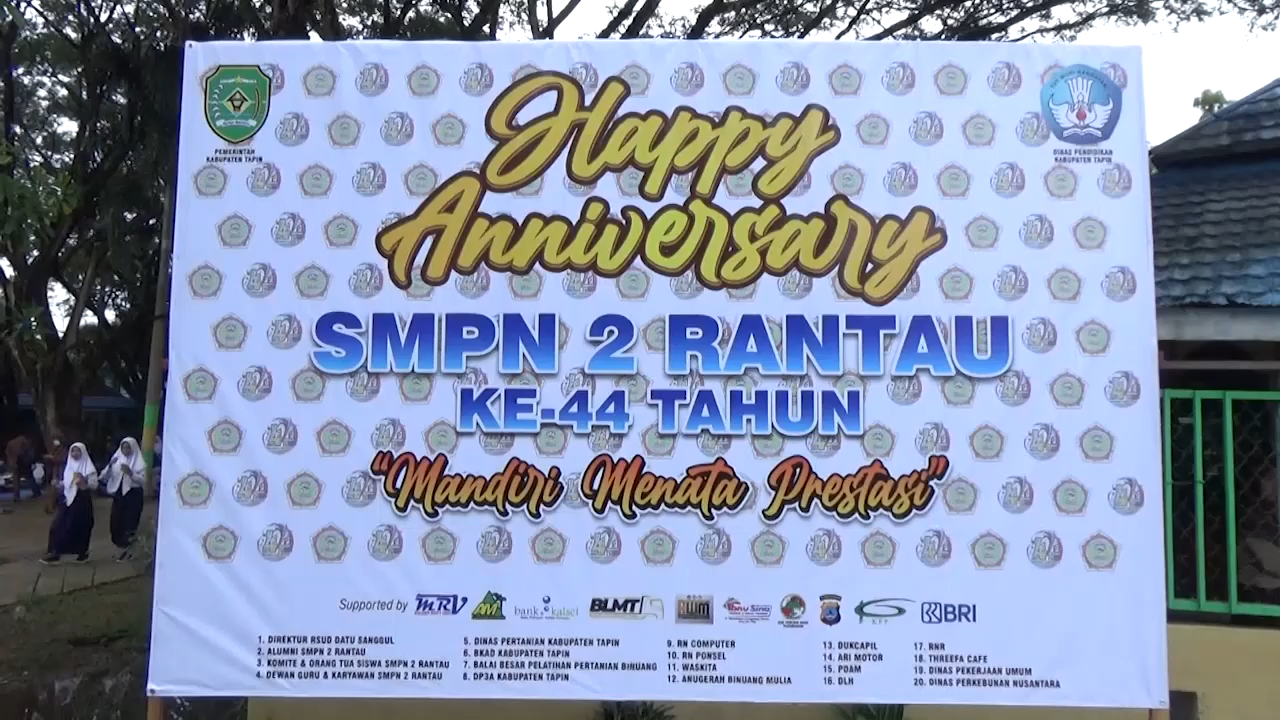 PEMERINTAH
KABUPATEN TAPIN
DINAS PENDIDIKAN
KABUPATEN TAPIN
Happy
Anniversary
SMPN 2 RANTAU
KE-44 TAHUN
"Mandiri Menata Prestasi"
Supported by MRV AMI bank kalsel BLMT RWM Ibnu Sina KPP BRI
1. DIREKTUR RSUD DATU SANGGUL
2. ALUMNI SMPN 2 RANTAU
3. KOMITE & ORANG TUA SISWA SMPN 2 RANTAU
4. DEWAN GURU & KARYAWAN SMPN 2 RANTAU
5. DINAS PERTANIAN KABUPATEN TAPIN
6. BKAD KABUPATEN TAPIN
7. BALAI BESAR PELATIHAN PERTANIAN BINUANG
8. DP3A KABUPATEN TAPIN
9. RN COMPUTER
10. RN PONSEL
11. WASKITA
12. ANUGERAH BINUANG MULIA
13. DUKCAPIL
14. ARI MOTOR
15. PDAM
16. DLH
17. RNR
18. THREEFA CAFE
19. DINAS PEKERJAAN UMUM
20. DINAS PERKEBUNAN NUSANTARA